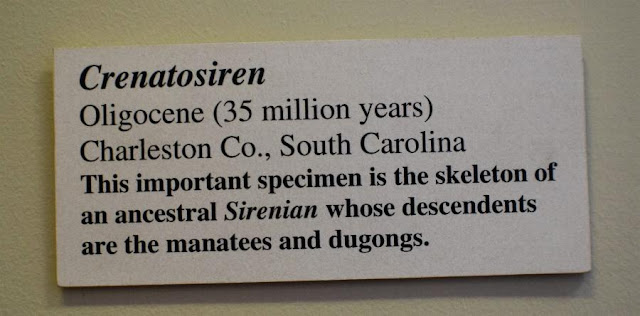 Crenatosiren
Oligocene (35 million years)
Charleston Co., South Carolina
This important specimen is the skeleton of
an ancestral Sirenian whose descendents
are the manatees and dugongs.